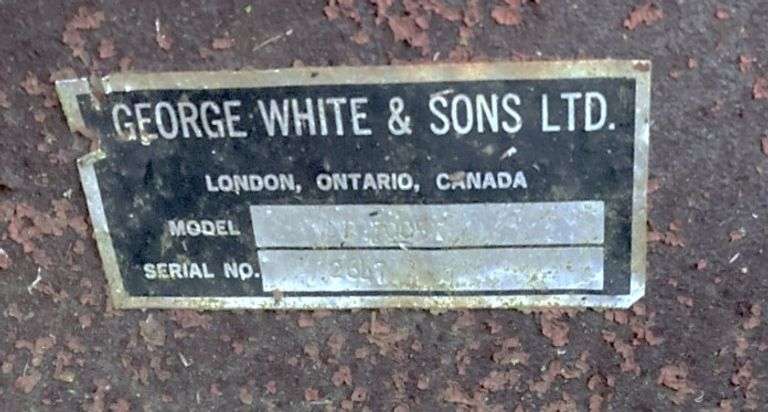 GEORGE WHITE & SONS LTD.
LONDON, ONTARIO, CANADA
MODEL
SERIAL NO.